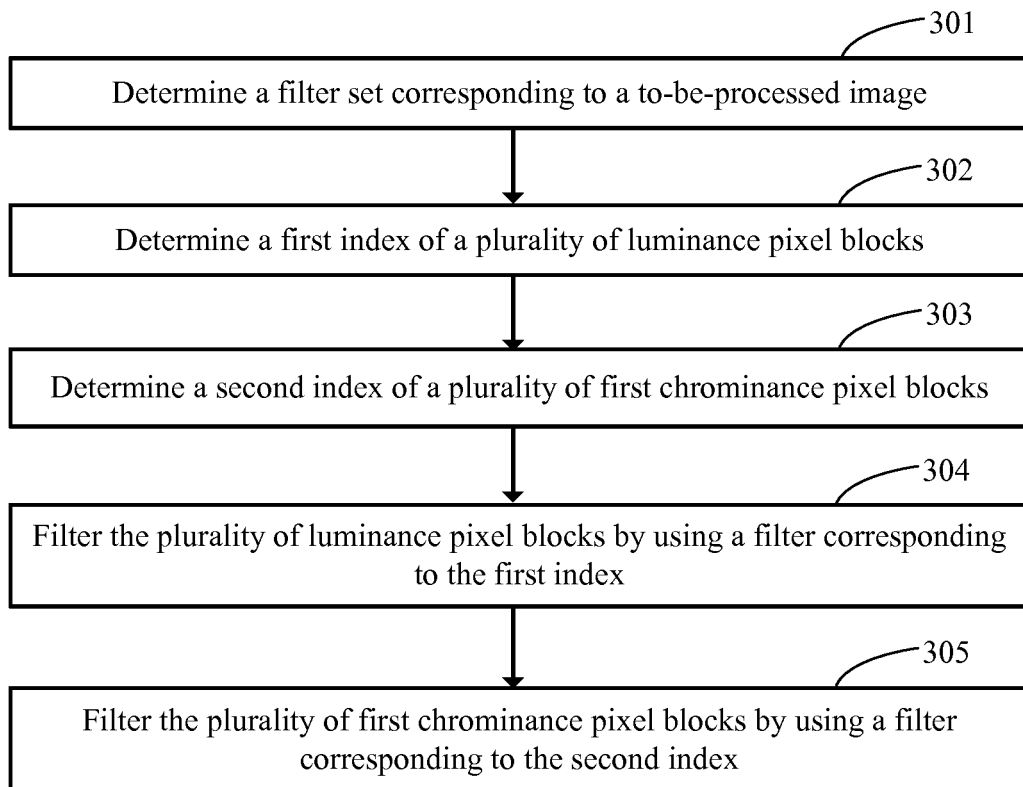 301
Determine a filter set corresponding to a to-be-processed image
302
Determine a first index of a plurality of luminance pixel blocks
303
Determine a second index of a plurality of first chrominance pixel blocks
304
Filter the plurality of luminance pixel blocks by using a filter corresponding
to the first index
305
Filter the plurality of first chrominance pixel blocks by using a filter
corresponding to the second index